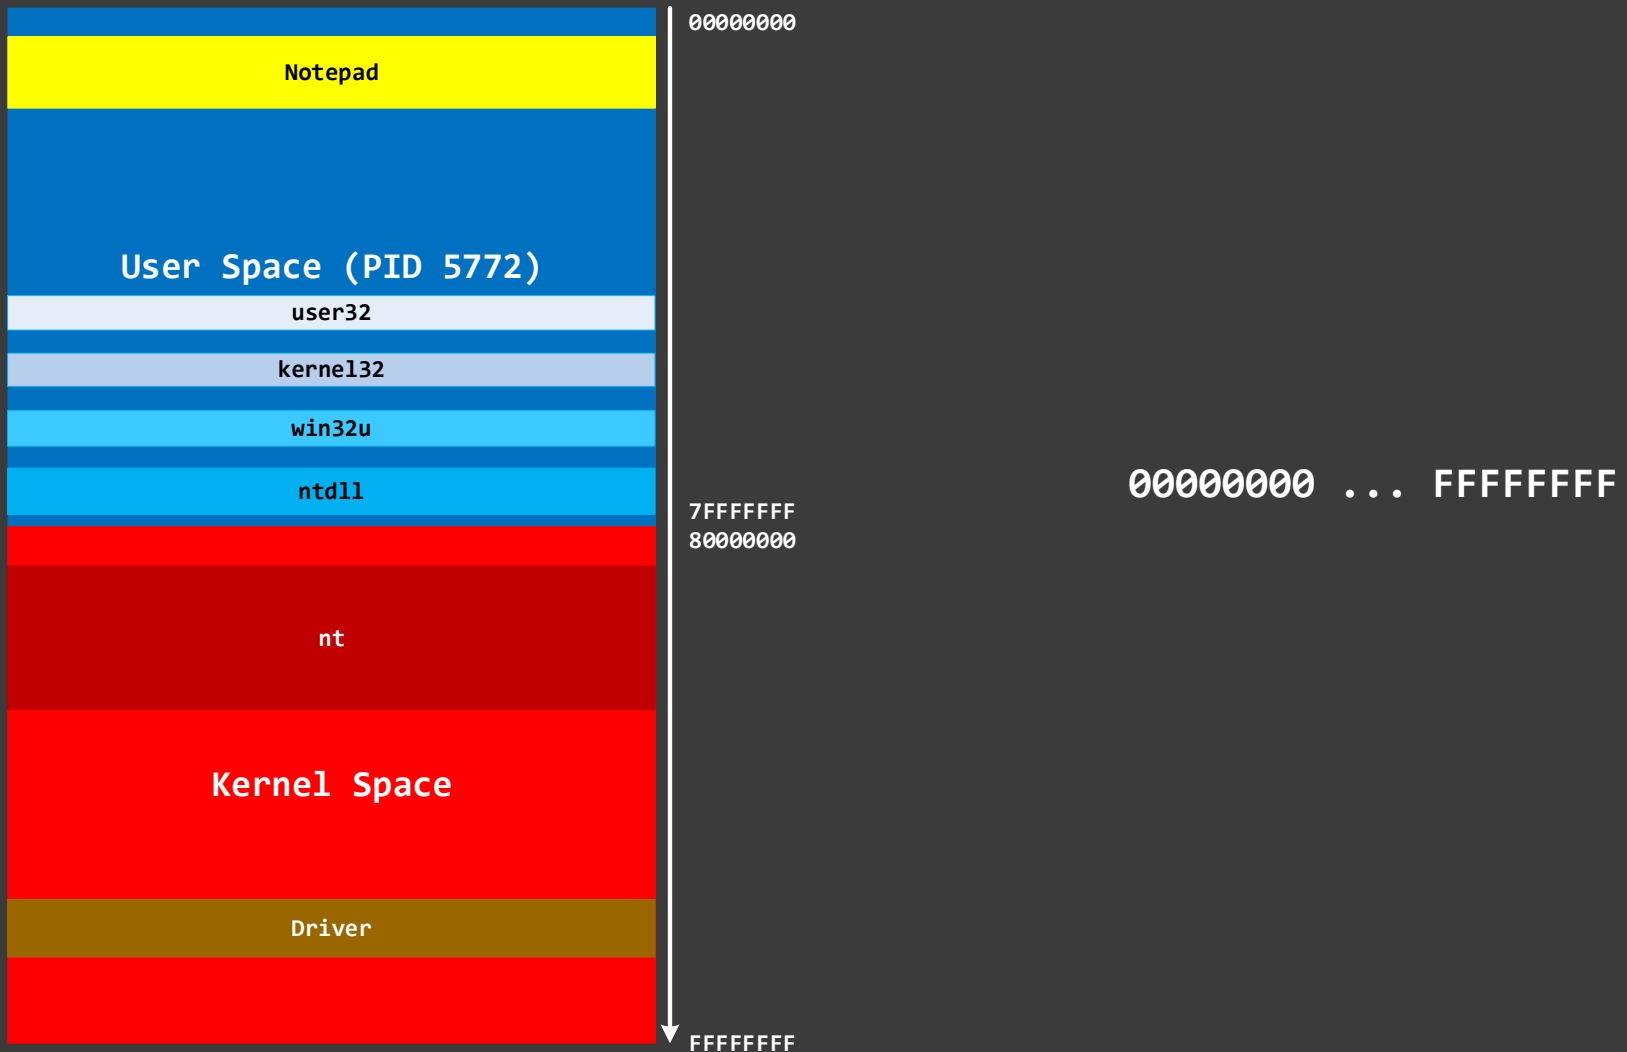 00000000
Notepad
User Space (PID 5772)
user32
kernel32
win32u
00000000 ... FFFFFFFF
ntdll
7FFFFFFF
80000000
nt
Kernel Space
Driver
FFFFFFFF